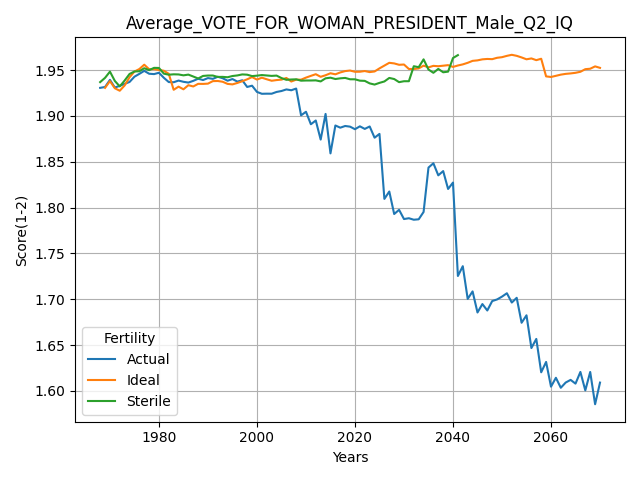 Average_VOTE_FOR_WOMAN_PRESIDENT_Male_Q2_IQ
Score(1-2)
1.95
1.90
1.85
1.80
1.75
1.70
1.65
1.60
Fertility
Actual
Ideal
Sterile
1980 2000 2020 2040 2060
Years